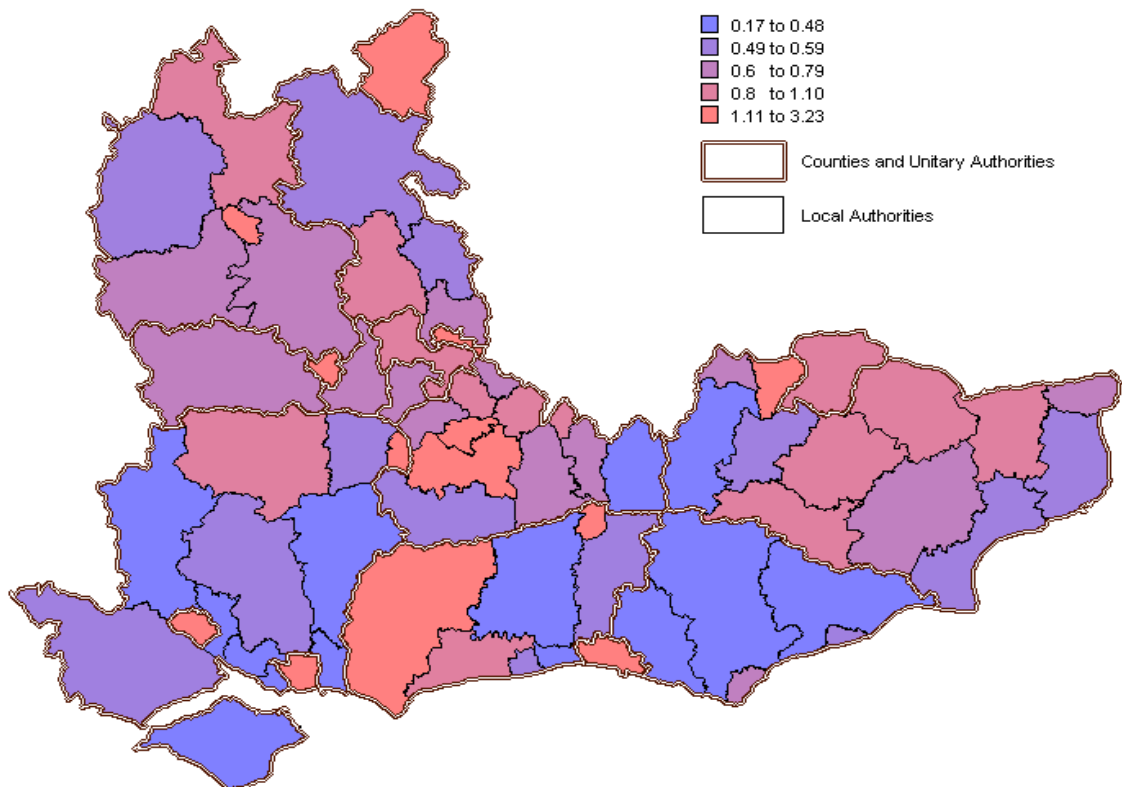 0.17 to 0.48
0.49 to 0.59
0.6 to 0.79
0.8 to 1.10
1.11 to 3.23
Counties and Unitary Authorities
Local Authorities